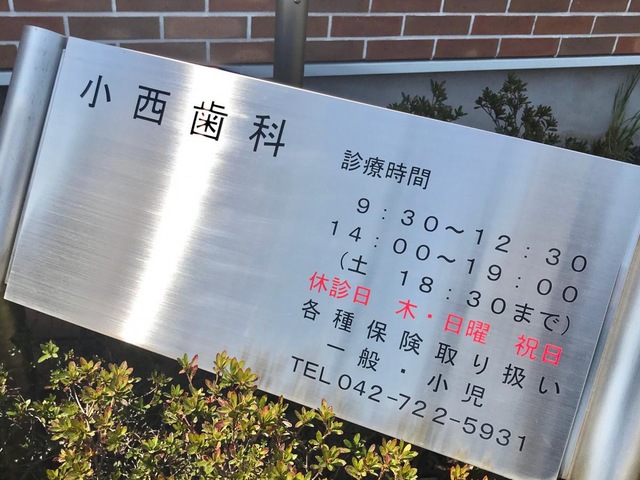 小西歯科
診療時間
9：30〜12：30
14：00〜19：00
（土　18：30まで）
休診日　木・日曜　祝日
各種保険取り扱い
一般・小児
TEL 042-722-5931